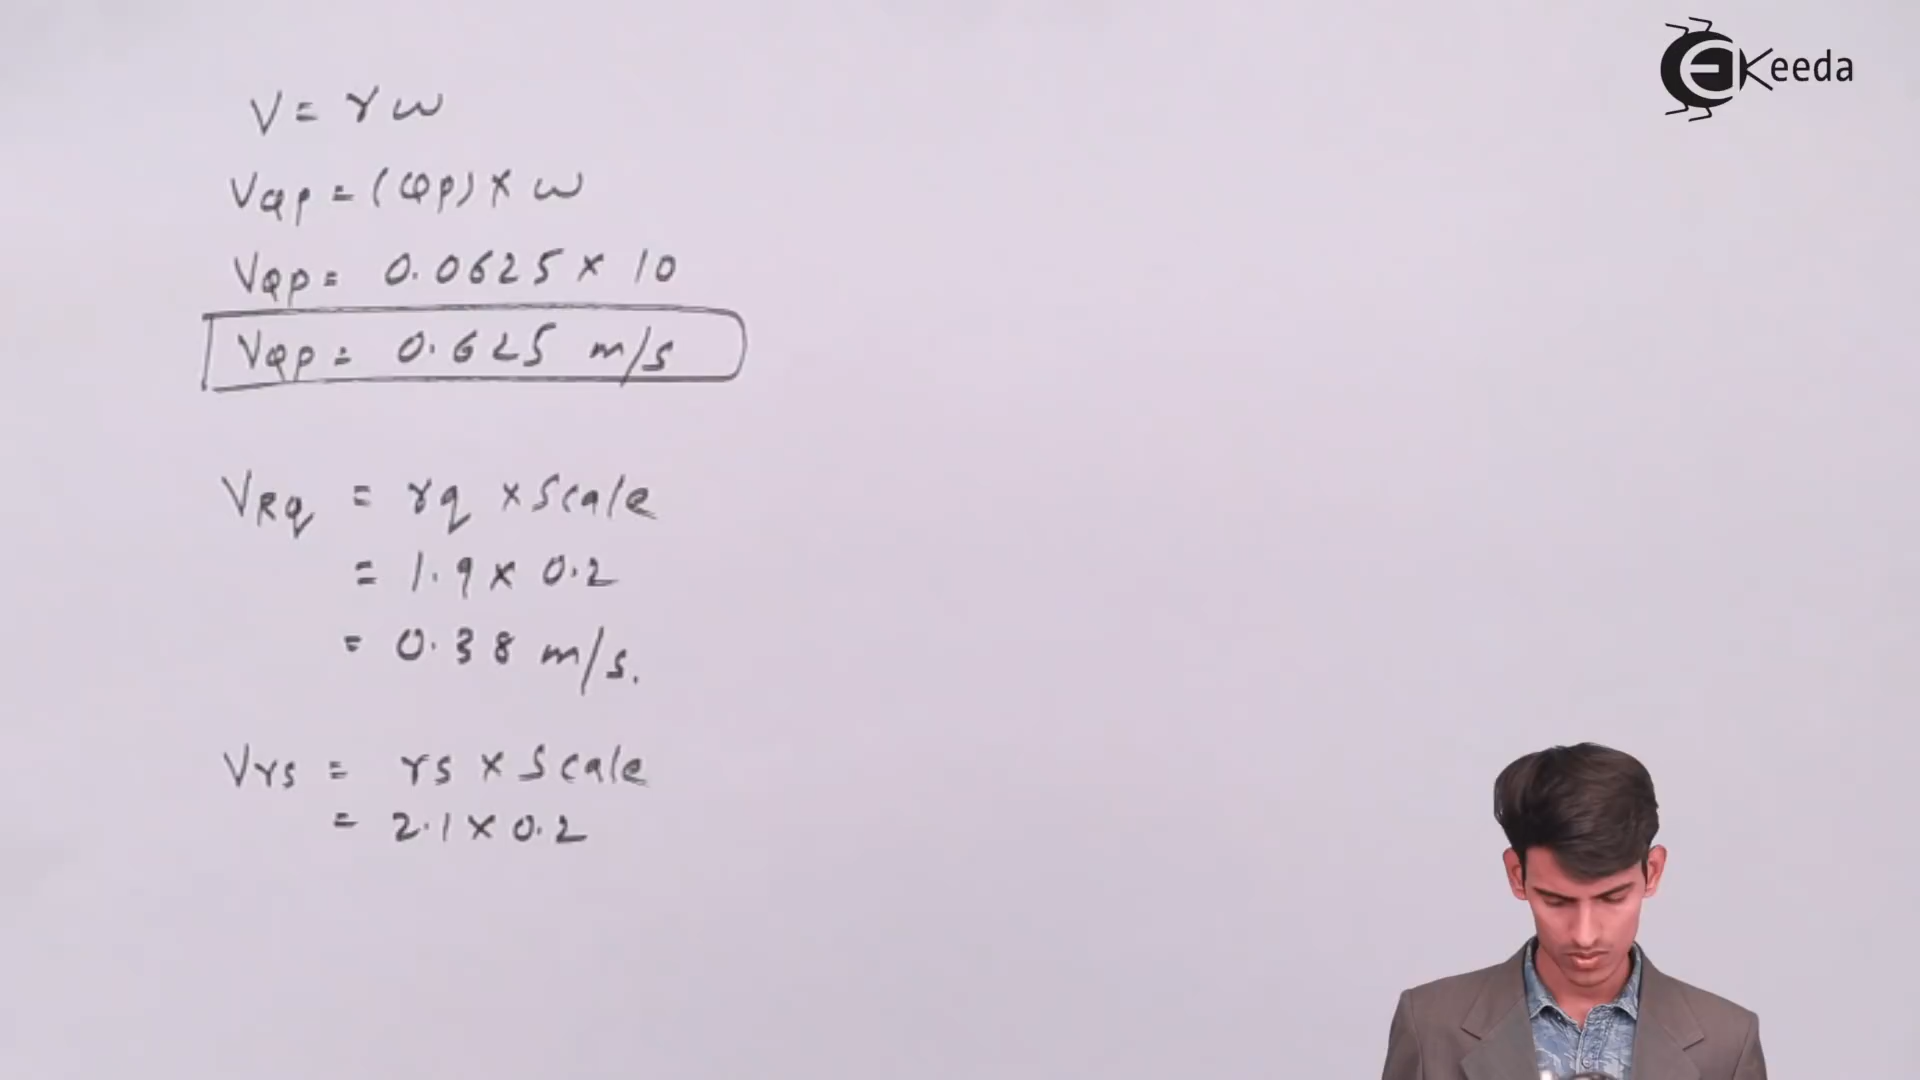 EKeeda
V = rω
VQP = (QP) × ω
VQP = 0.0625 × 10
VQP = 0.625 m/s
VRq = rq × Scale
= 1.9 × 0.2
= 0.38 m/s.
Vrs = rs × Scale
= 2.1 × 0.2